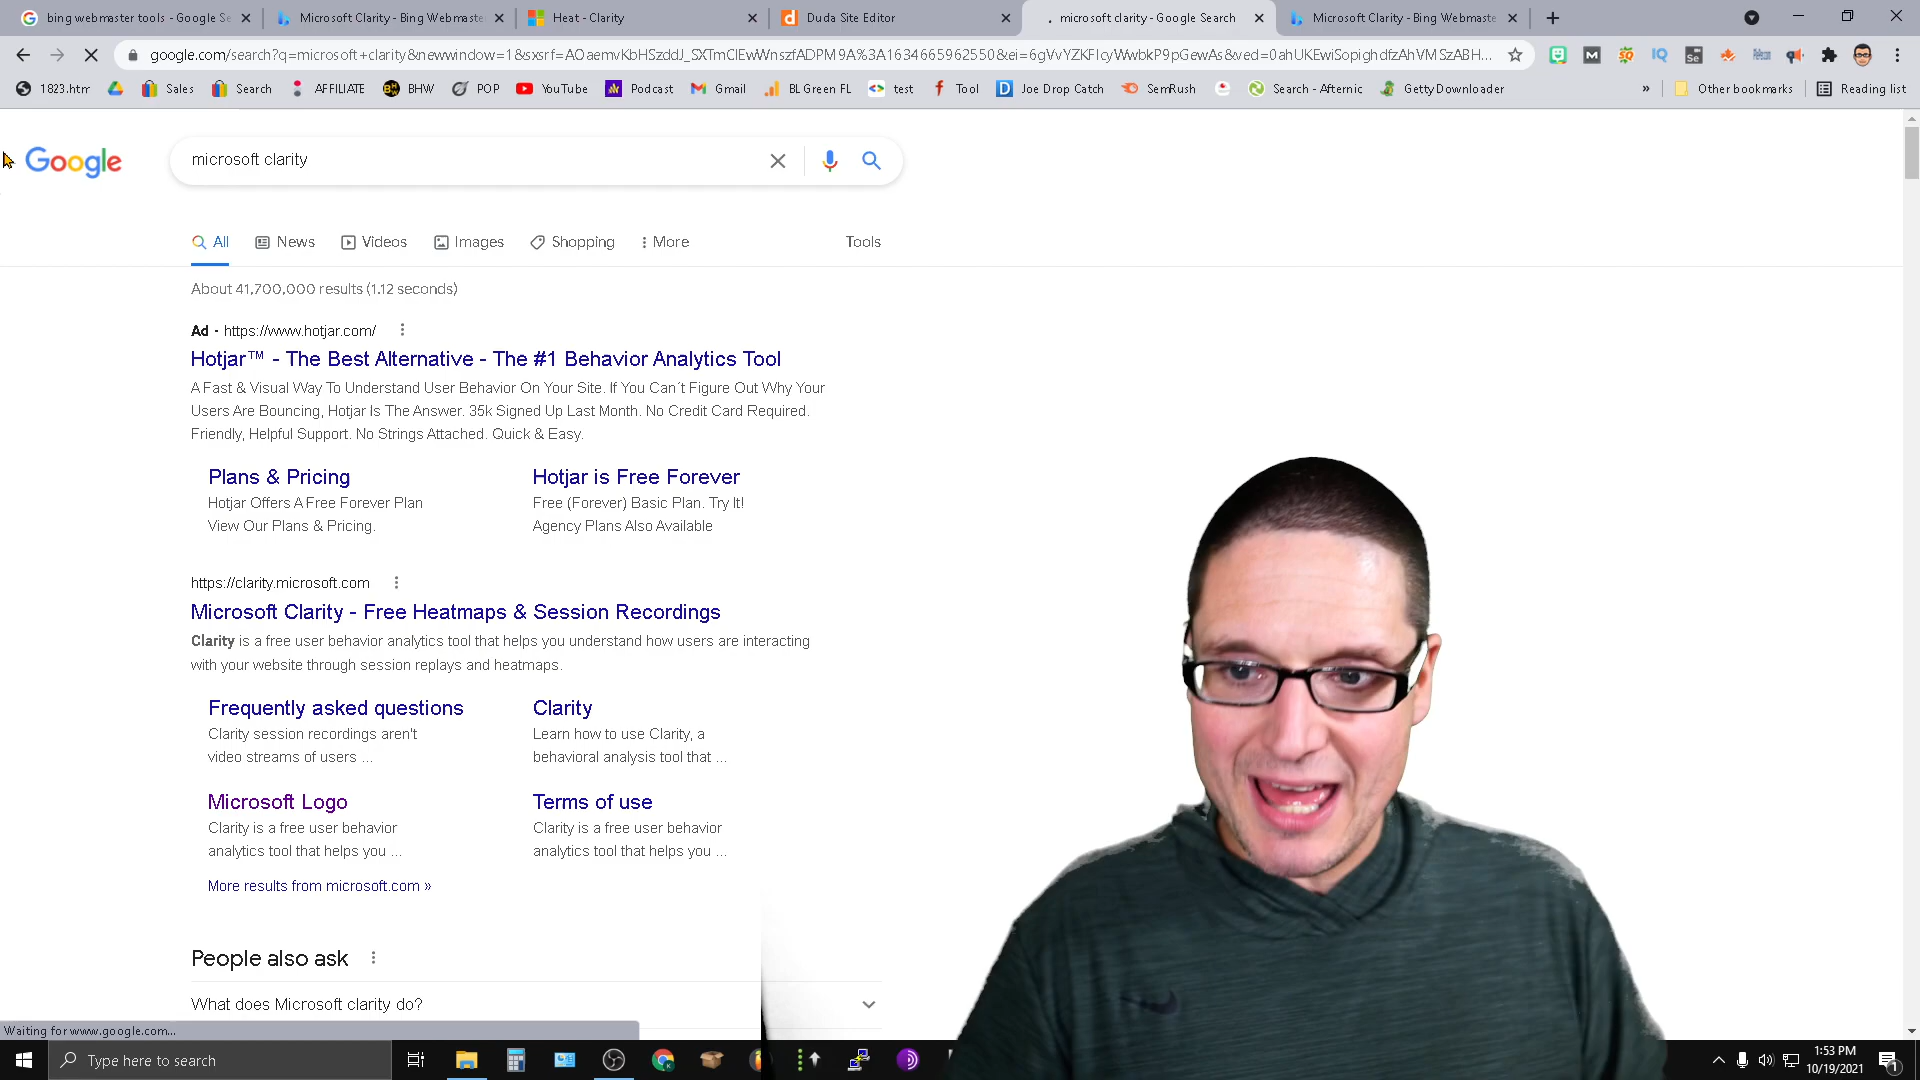 bing webmaster tools - Google Se
Microsoft Clarity - Bing Webmaste
Heat - Clarity
Duda Site Editor
microsoft clarity - Google Search
Microsoft Clarity - Bing Webmaste
google.com/search?q=microsoft+clarity&newwindow=1&sxsrf=AOaemvKbHSzddJ_SXTmClEwWnszfADPM9A%3A1634665962550&ei=6gVvYZKFIcyWwbkP9pGewAs&ved=0ahUKEwiSopighdfzAhVMSzABH...
1823.htm
Sales
Search
AFFILIATE
BHW
POP
YouTube
Podcast
Gmail
BL Green FL
test
Tool
Joe Drop Catch
SemRush
Search - Afternic
GettyDownloader
»
Other bookmarks
Reading list
Google
microsoft clarity
All
News
Videos
Images
Shopping
More
Tools
About 41,700,000 results (1.12 seconds)
Ad · https://www.hotjar.com/
Hotjar™ - The Best Alternative - The #1 Behavior Analytics Tool
A Fast & Visual Way To Understand User Behavior On Your Site. If You Can´t Figure Out Why Your
Users Are Bouncing, Hotjar Is The Answer. 35k Signed Up Last Month. No Credit Card Required.
Friendly, Helpful Support. No Strings Attached. Quick & Easy.
Plans & Pricing
Hotjar Offers A Free Forever Plan
View Our Plans & Pricing.
Hotjar is Free Forever
Free (Forever) Basic Plan. Try It!
Agency Plans Also Available
https://clarity.microsoft.com
Microsoft Clarity - Free Heatmaps & Session Recordings
Clarity is a free user behavior analytics tool that helps you understand how users are interacting
with your website through session replays and heatmaps.
Frequently asked questions
Clarity session recordings aren't
video streams of users ...
Clarity
Learn how to use Clarity, a
behavioral analysis tool that ...
Microsoft Logo
Clarity is a free user behavior
analytics tool that helps you ...
Terms of use
Clarity is a free user behavior
analytics tool that helps you ...
More results from microsoft.com »
People also ask
What does Microsoft clarity do?
Waiting for www.google.com...
Type here to search
1:53 PM
10/19/2021
1